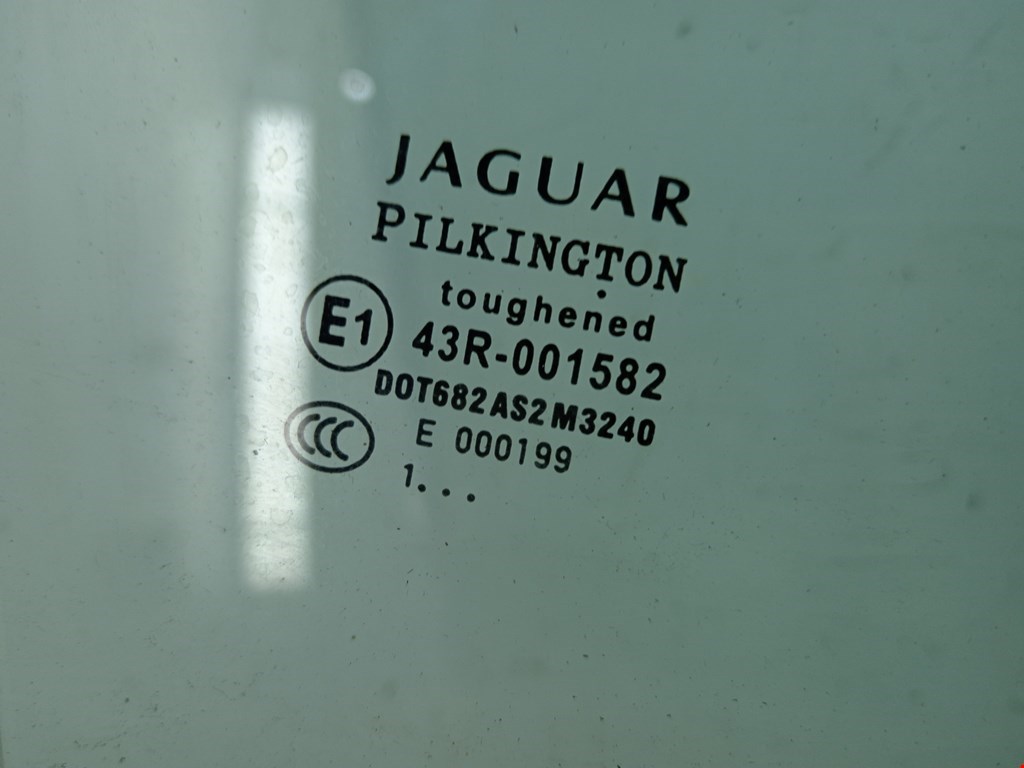 JAGUAR
PILKINGTON
toughened
E1 43R-001582
DOT682AS2M3240
CCC E 000199
1...